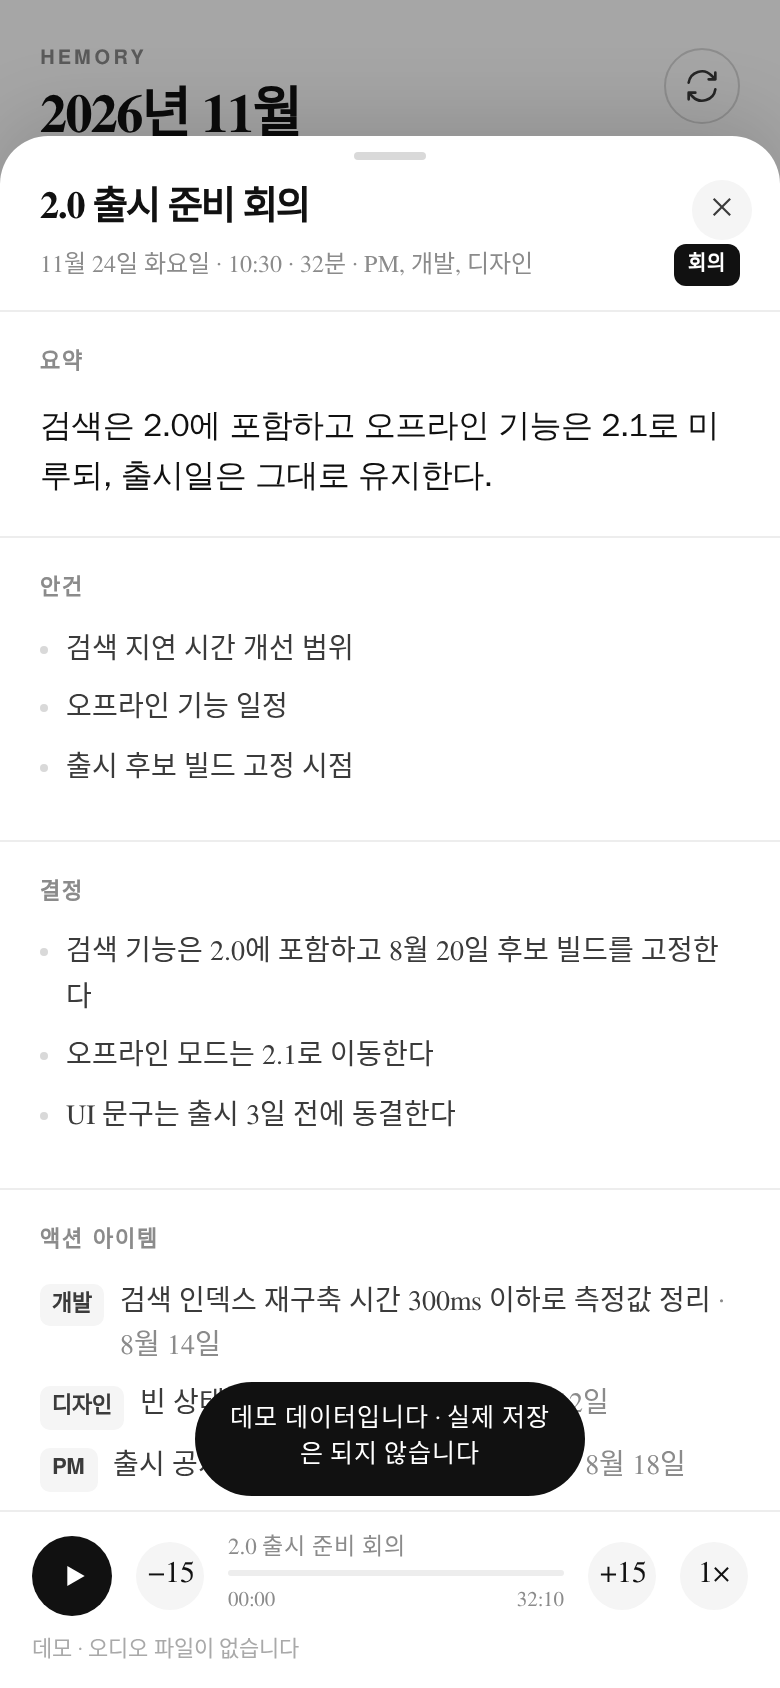 HEMORY
2026년 11월
2.0 출시 준비 회의
11월 24일 화요일 · 10:30 · 32분 · PM, 개발, 디자인
회의
요약
검색은 2.0에 포함하고 오프라인 기능은 2.1로 미
루되, 출시일은 그대로 유지한다.
안건
검색 지연 시간 개선 범위
오프라인 기능 일정
출시 후보 빌드 고정 시점
결정
검색 기능은 2.0에 포함하고 8월 20일 후보 빌드를 고정한
다
오프라인 모드는 2.1로 이동한다
UI 문구는 출시 3일 전에 동결한다
액션 아이템
개발 검색 인덱스 재구축 시간 300ms 이하로 측정값 정리 ·
8월 14일
디자인 빈 2일
PM 출시 8월 18일
데모 데이터입니다 · 실제 저장
은 되지 않습니다
2.0 출시 준비 회의
−15
+15
1×
00:00
32:10
데모 · 오디오 파일이 없습니다